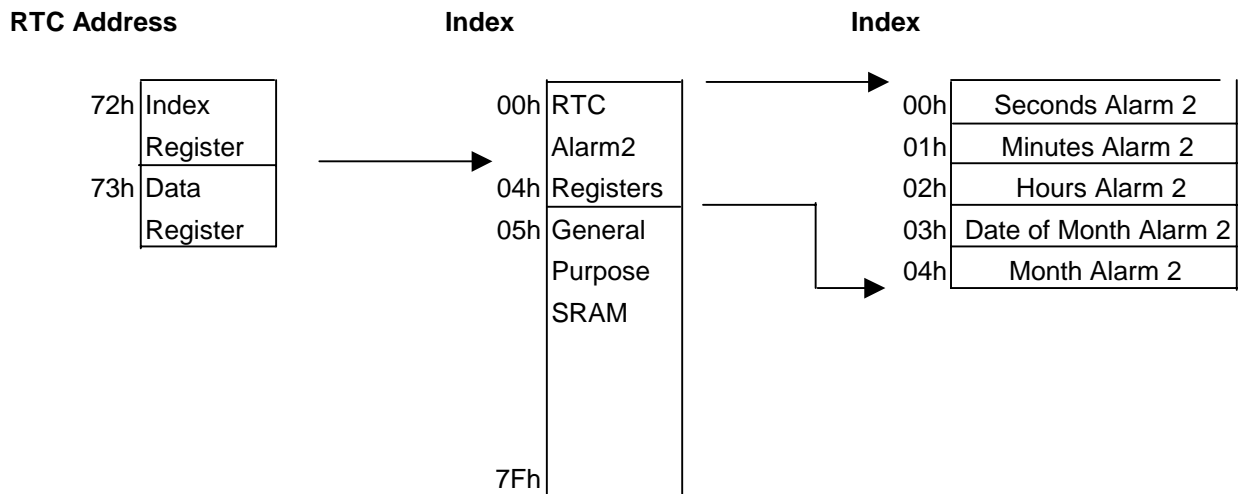 RTC Address Index Index
72h Index 00h RTC 00h Seconds Alarm 2
Register Alarm2 01h Minutes Alarm 2
73h Data 04h Registers 02h Hours Alarm 2
Register 05h General 03h Date of Month Alarm 2
Purpose 04h Month Alarm 2
SRAM
7Fh